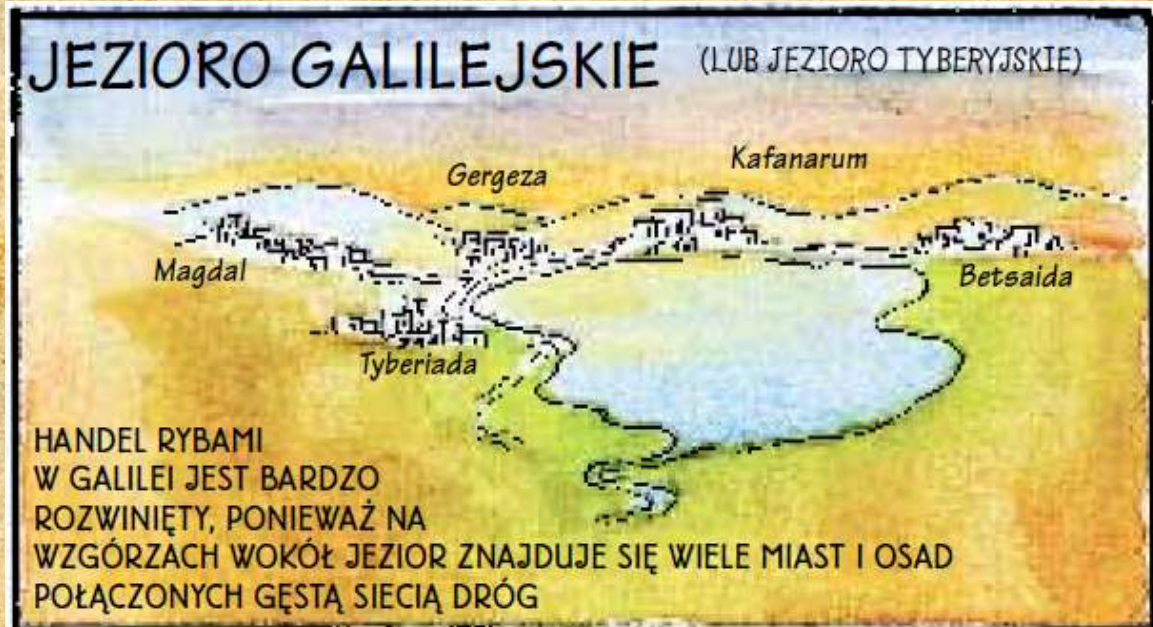 JEZIORO GALILEJSKIE (LUB JEZIORO TYBERYJSKIE)
Gergeza
Kafanarum
Magdal
Betsaida
Tyberiada
HANDEL RYBAMI
W GALILEI JEST BARDZO
ROZWINIĘTY, PONIEWAŻ NA
WZGÓRZACH WOKÓŁ JEZIOR ZNAJDUJE SIĘ WIELE MIAST I OSAD
POŁĄCZONYCH GĘSTĄ SIECIĄ DRÓG